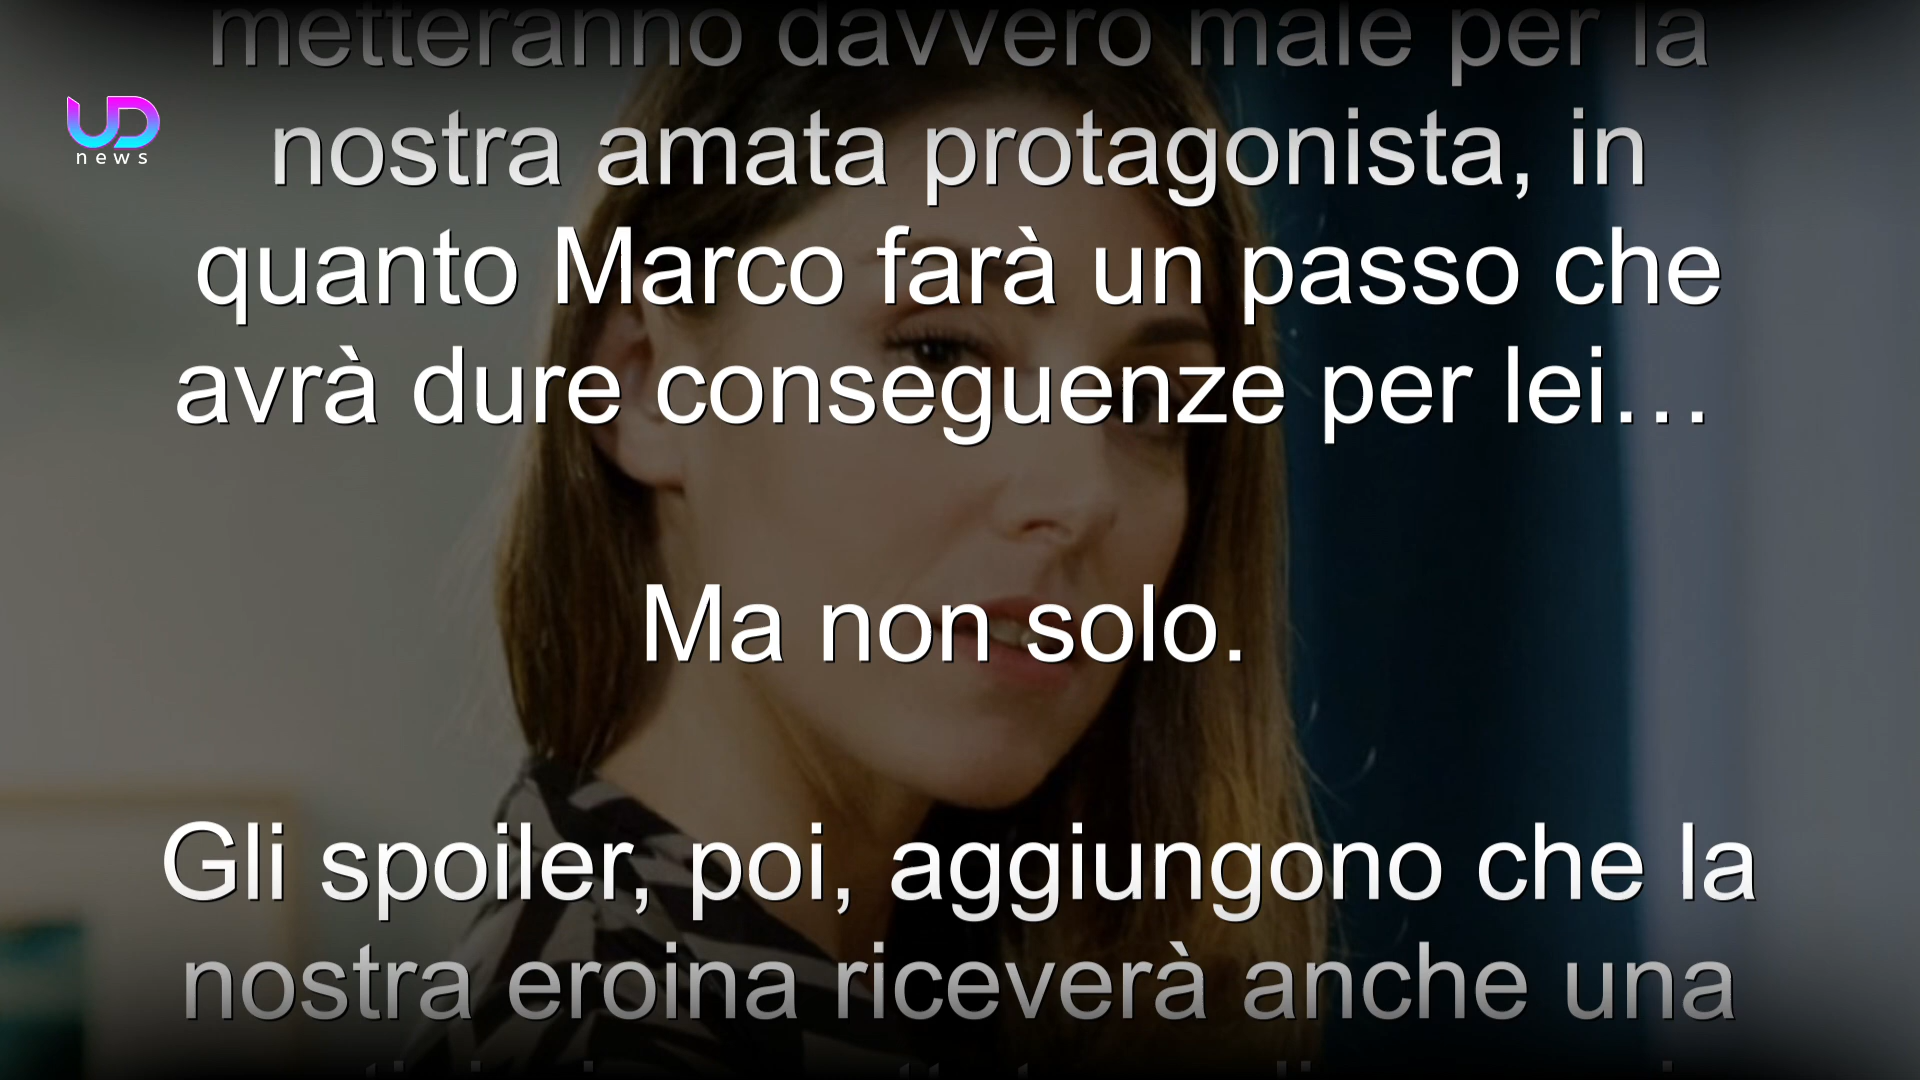 metteranno davvero male per la
UD
news
nostra amata protagonista, in
quanto Marco farà un passo che
avrà dure conseguenze per lei...
Ma non solo.
Gli spoiler, poi, aggiungono che la
nostra eroina riceverà anche una